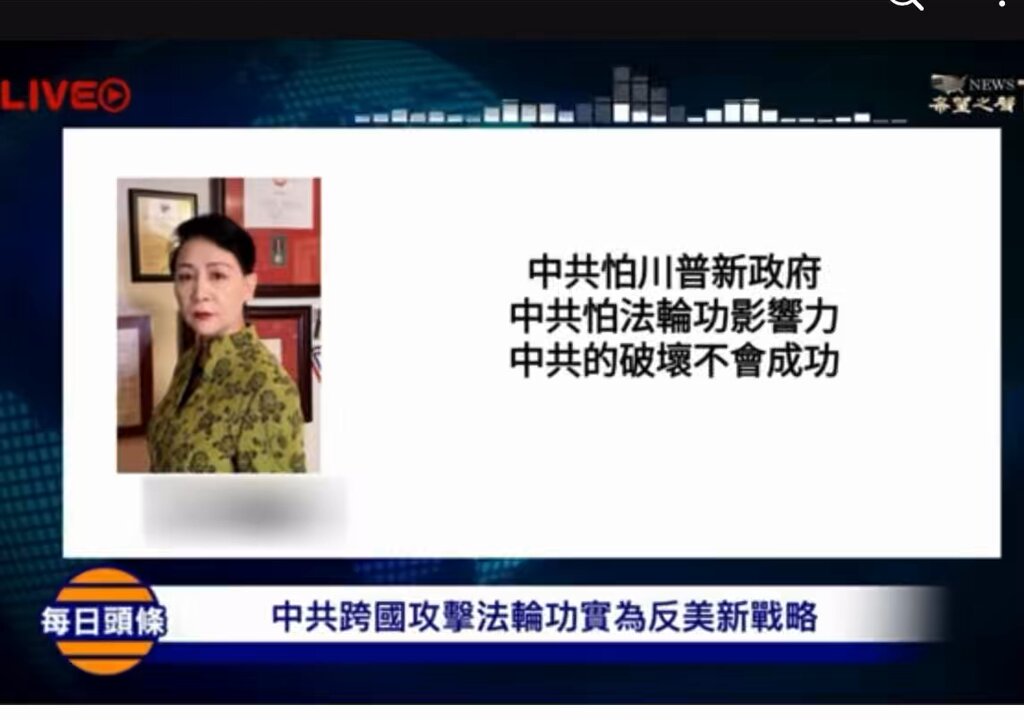 LIVE
NEWS
希望之聲
中共怕川普新政府
中共怕法輪功影響力
中共的破壞不會成功
每日頭條
中共跨國攻擊法輪功實為反美新戰略